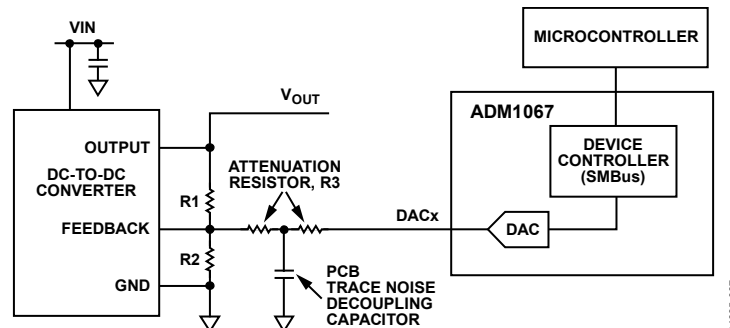 VIN
MICROCONTROLLER
V_OUT
ADM1067
OUTPUT
DC-TO-DC
CONVERTER
ATTENUATION
RESISTOR, R3
DEVICE
CONTROLLER
(SMBus)
R1
DACx
FEEDBACK
DAC
R2
PCB
TRACE NOISE
DECOUPLING
CAPACITOR
GND